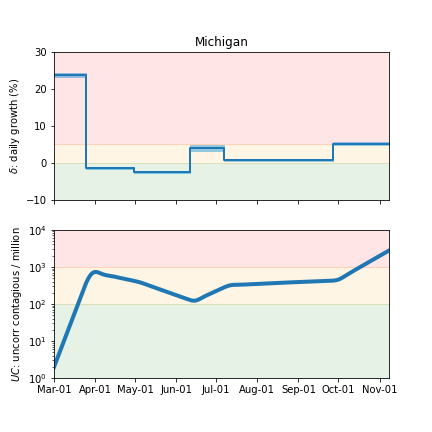 Michigan
δ: daily growth (%)
30
20
10
0
−10
UC: uncorr contagious / million
10⁴
10³
10²
10¹
10⁰
Mar-01 Apr-01 May-01 Jun-01 Jul-01 Aug-01 Sep-01 Oct-01 Nov-01